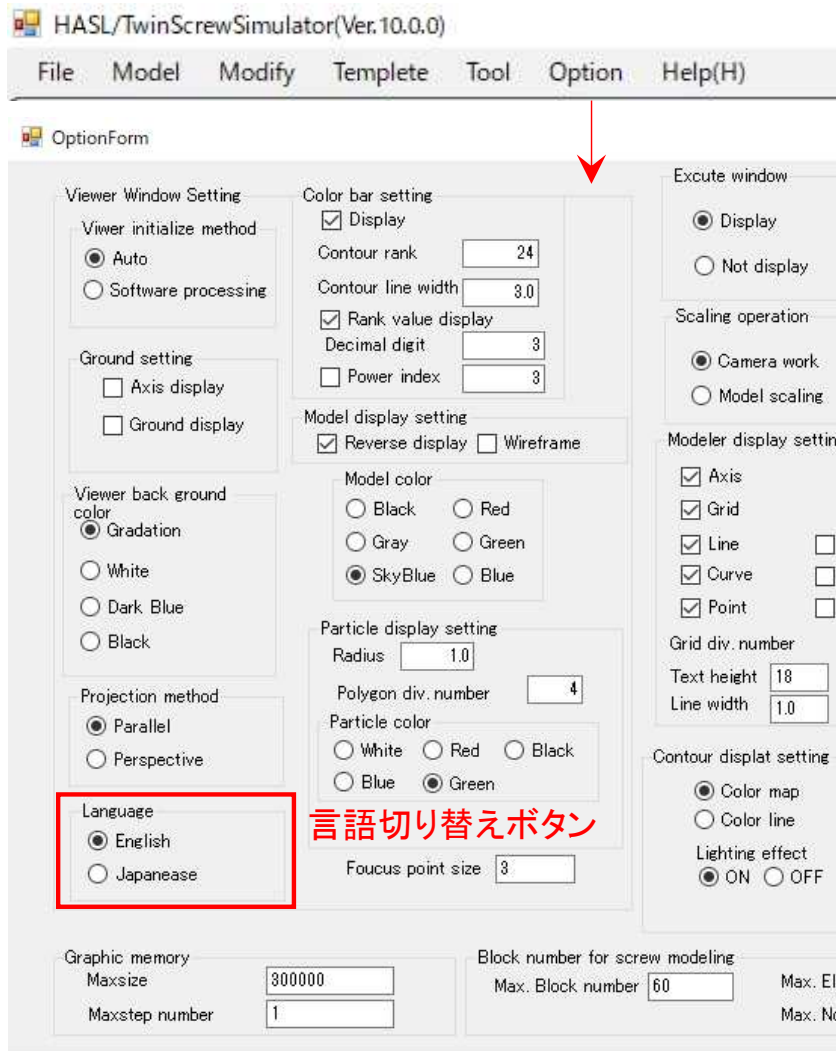 HASL/TwinScrewSimulator(Ver.10.0.0)
File Model Modify Templete Tool Option Help(H)
OptionForm
Viewer Window Setting
Viwer initialize method
Auto
Software processing
Ground setting
Axis display
Ground display
Viewer back ground
color
Gradation
White
Dark Blue
Black
Projection method
Parallel
Perspective
Language
English
Japanease
Color bar setting
Display
Contour rank 24
Contour line width 3.0
Rank value display
Decimal digit 3
Power index 3
Model display setting
Reverse display Wireframe
Model color
Black Red
Gray Green
SkyBlue Blue
Particle display setting
Radius 1.0
Polygon div. number 4
Particle color
White Red Black
Blue Green
言語切り替えボタン
Foucus point size 3
Excute window
Display
Not display
Scaling operation
Camera work
Model scaling
Modeler display settin
Axis
Grid
Line
Curve
Point
Grid div. number
Text height 18
Line width 1.0
Contour displat setting
Color map
Color line
Lighting effect
ON OFF
Graphic memory
Maxsize 300000
Maxstep number 1
Block number for screw modeling
Max. Block number 60 Max. El
Max. No